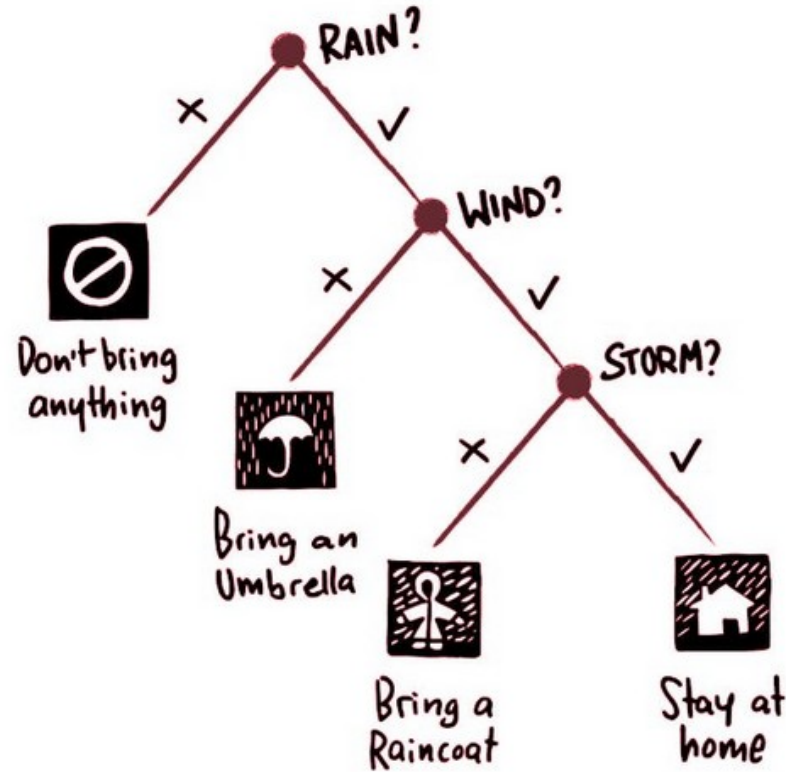 RAIN?
WIND?
STORM?
Don't bring
anything
Bring an
Umbrella
Bring a
Raincoat
Stay at
home